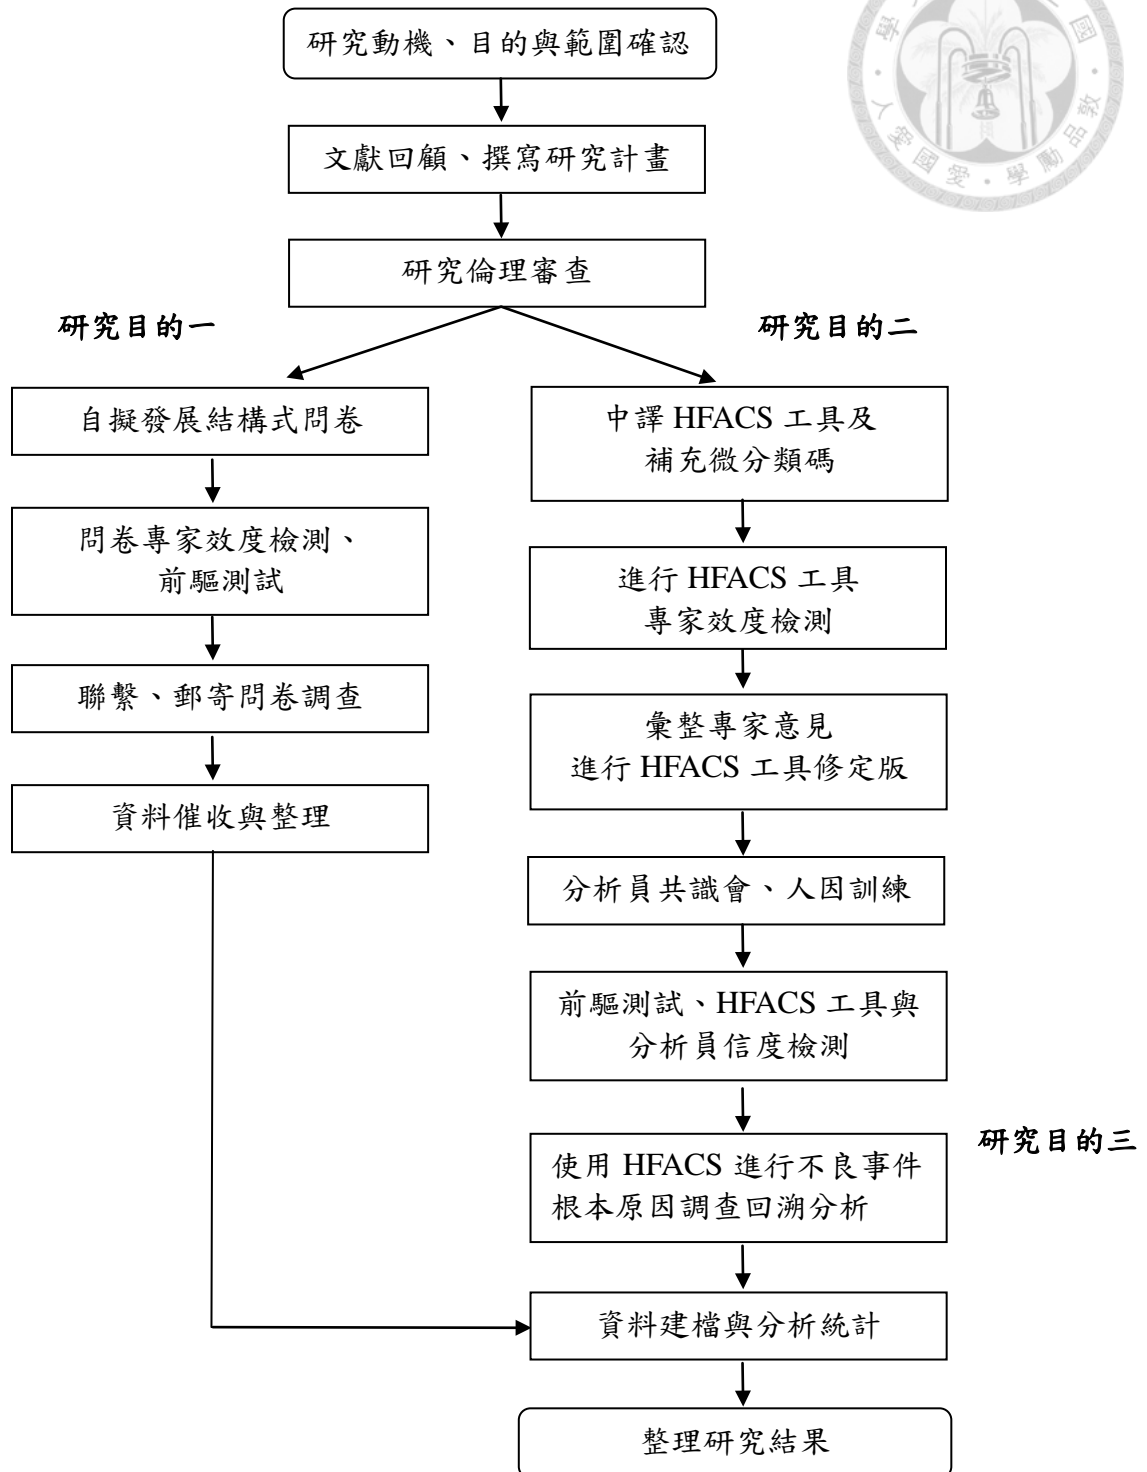 研究動機、目的與範圍確認
文獻回顧、撰寫研究計畫
研究倫理審查
研究目的一
自擬發展結構式問卷
問卷專家效度檢測、
前驅測試
聯繫、郵寄問卷調查
資料催收與整理
研究目的二
中譯 HFACS 工具及
補充微分類碼
進行 HFACS 工具
專家效度檢測
彙整專家意見
進行 HFACS 工具修定版
分析員共識會、人因訓練
前驅測試、HFACS 工具與
分析員信度檢測
研究目的三
使用 HFACS 進行不良事件
根本原因調查回溯分析
資料建檔與分析統計
整理研究結果